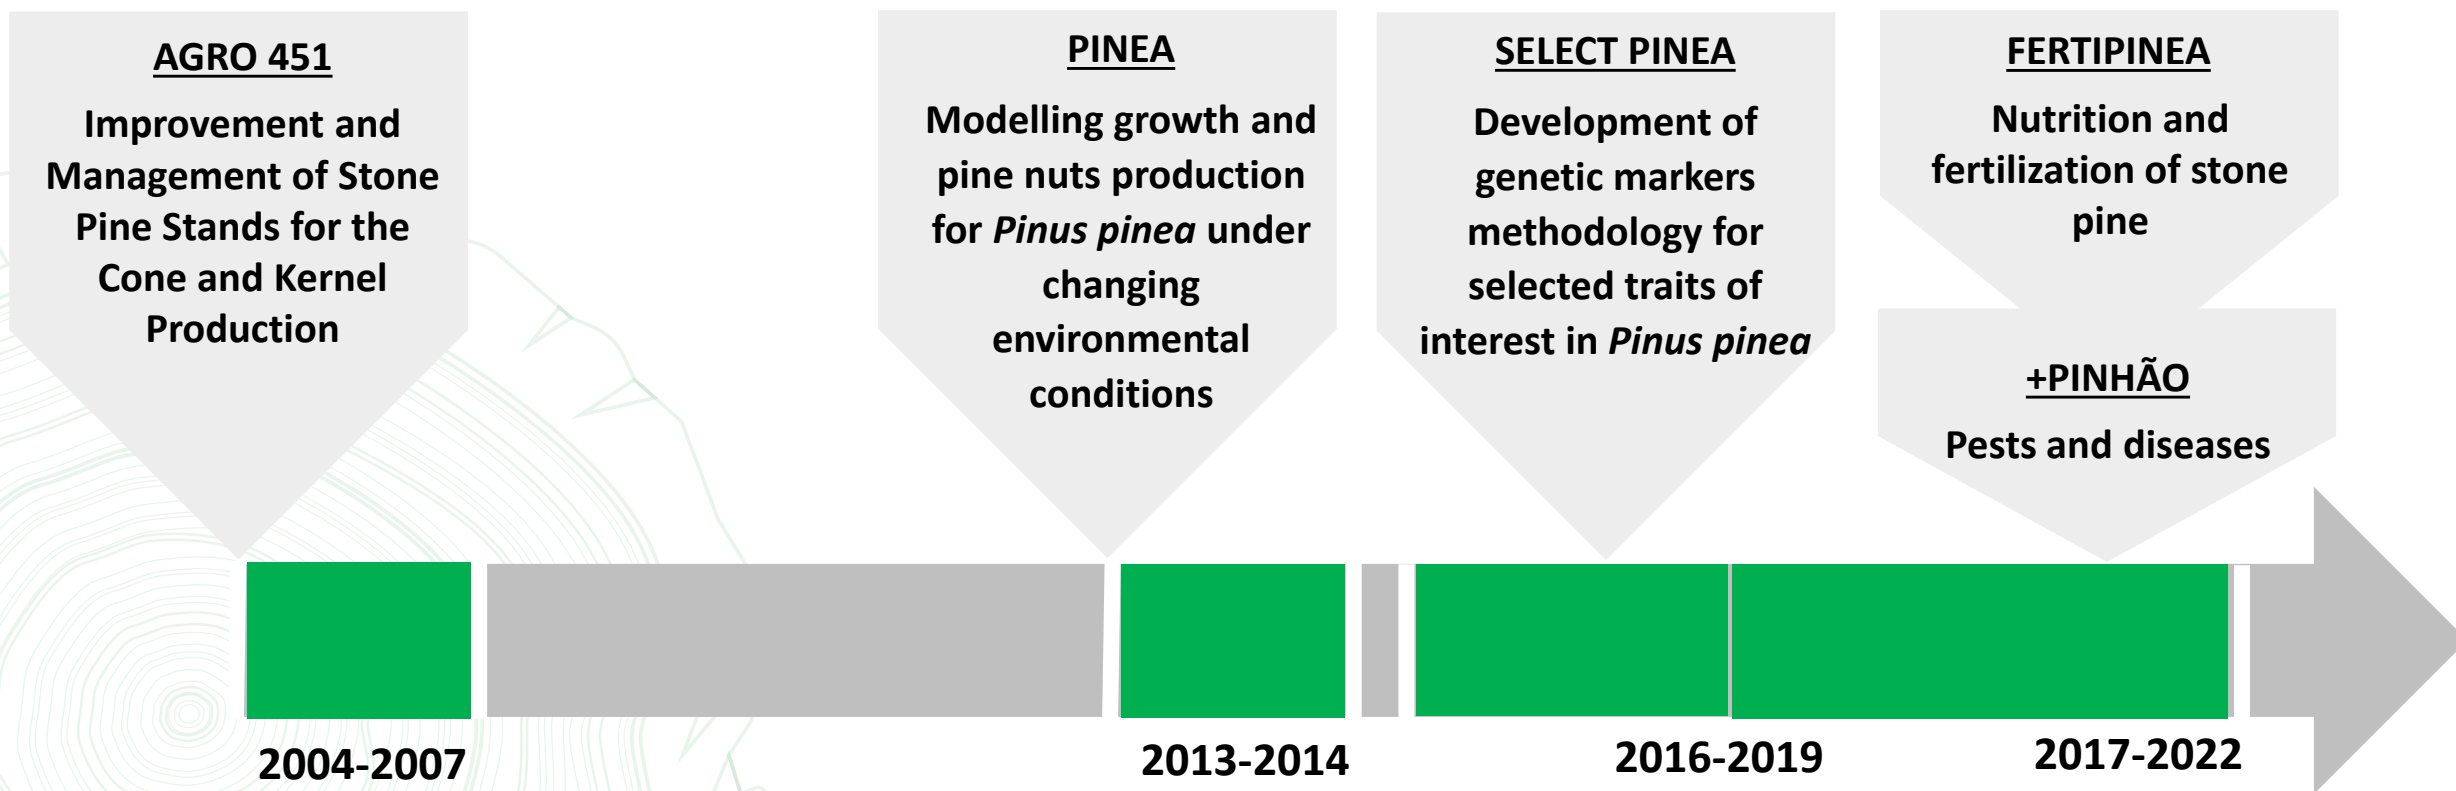 AGRO 451
Improvement and
Management of Stone
Pine Stands for the
Cone and Kernel
Production
PINEA
Modelling growth and
pine nuts production
for Pinus pinea under
changing
environmental
conditions
SELECT PINEA
Development of
genetic markers
methodology for
selected traits of
interest in Pinus pinea
FERTIPINEA
Nutrition and
fertilization of stone
pine
+PINHÃO
Pests and diseases
2004-2007
2013-2014
2016-2019
2017-2022